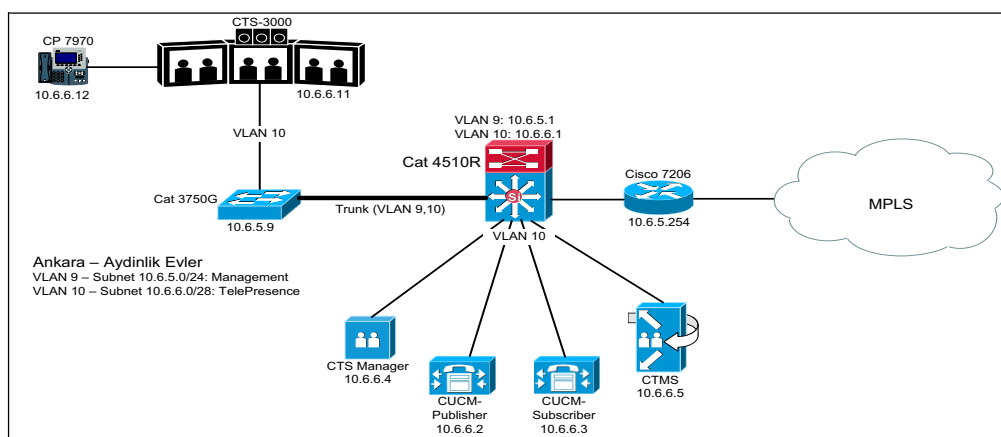 CTS-3000
CP 7970
10.6.6.12
10.6.6.11
VLAN 10
VLAN 9: 10.6.5.1
VLAN 10: 10.6.6.1
Cat 4510R
Si
Cisco 7206
10.6.5.254
MPLS
Cat 3750G
10.6.5.9
Trunk (VLAN 9,10)
VLAN 10
Ankara – Aydinlik Evler
VLAN 9 – Subnet 10.6.5.0/24: Management
VLAN 10 – Subnet 10.6.6.0/28: TelePresence
CTS Manager
10.6.6.4
CUCM-
Publisher
10.6.6.2
CUCM-
Subscriber
10.6.6.3
CTMS
10.6.6.5